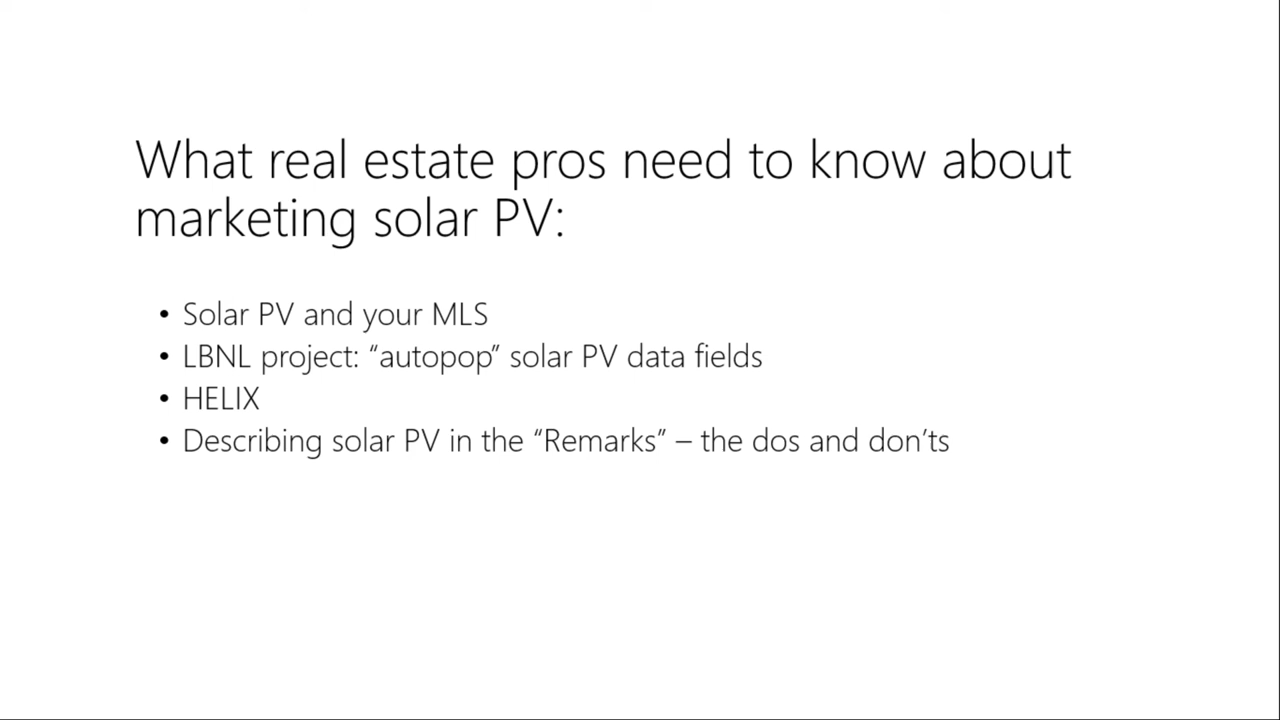 What real estate pros need to know about
marketing solar PV:
• Solar PV and your MLS
• LBNL project: “autopop” solar PV data fields
• HELIX
• Describing solar PV in the “Remarks” – the dos and don’ts